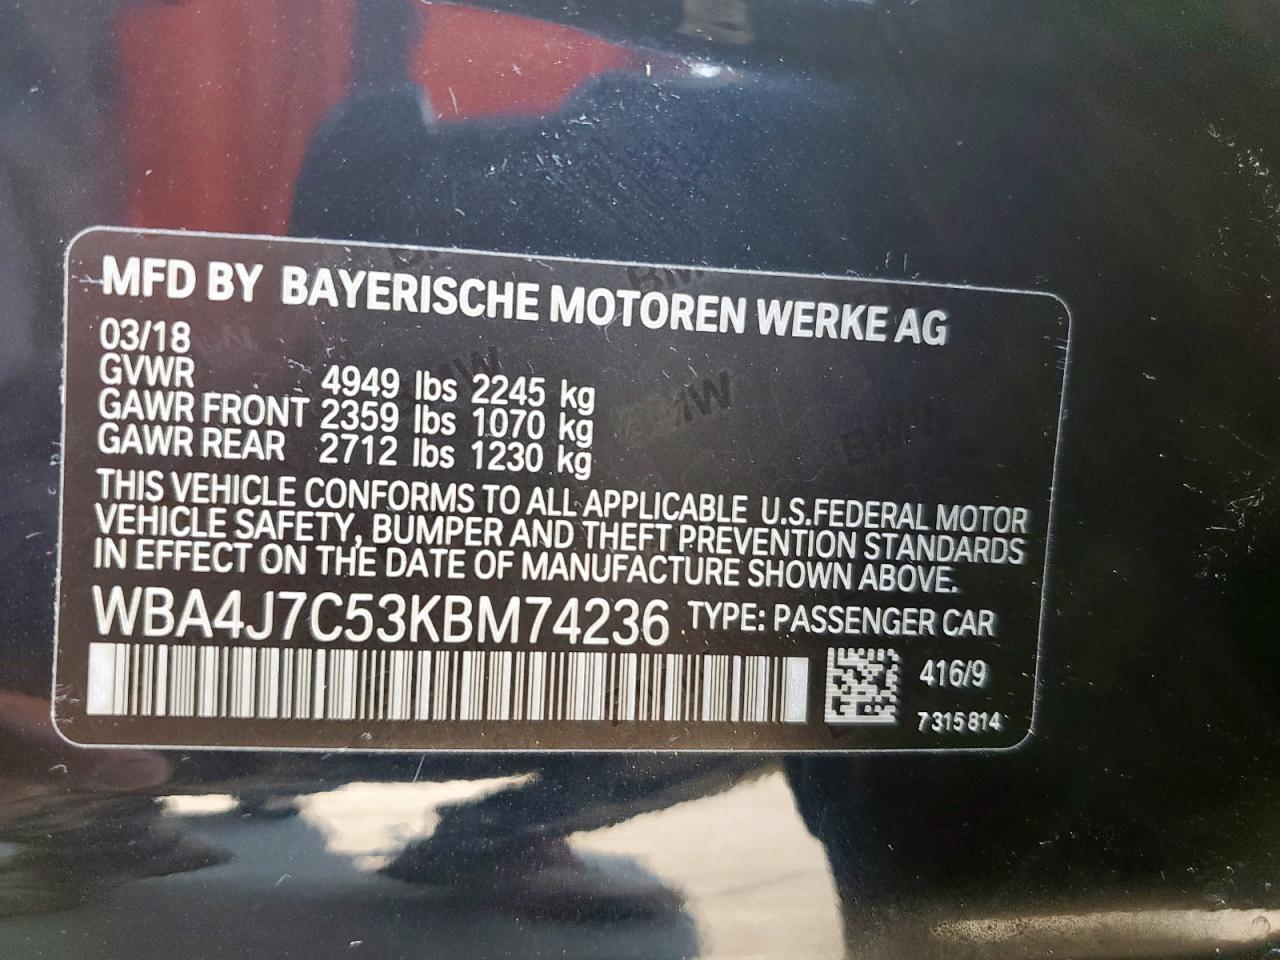 MFD BY BAYERISCHE MOTOREN WERKE AG
03/18
GVWR 4949 lbs 2245 kg
GAWR FRONT 2359 lbs 1070 kg
GAWR REAR 2712 lbs 1230 kg
THIS VEHICLE CONFORMS TO ALL APPLICABLE U.S.FEDERAL MOTOR
VEHICLE SAFETY, BUMPER AND THEFT PREVENTION STANDARDS
IN EFFECT ON THE DATE OF MANUFACTURE SHOWN ABOVE.
WBA4J7C53KBM74236 TYPE: PASSENGER CAR
416/9
7 315 814